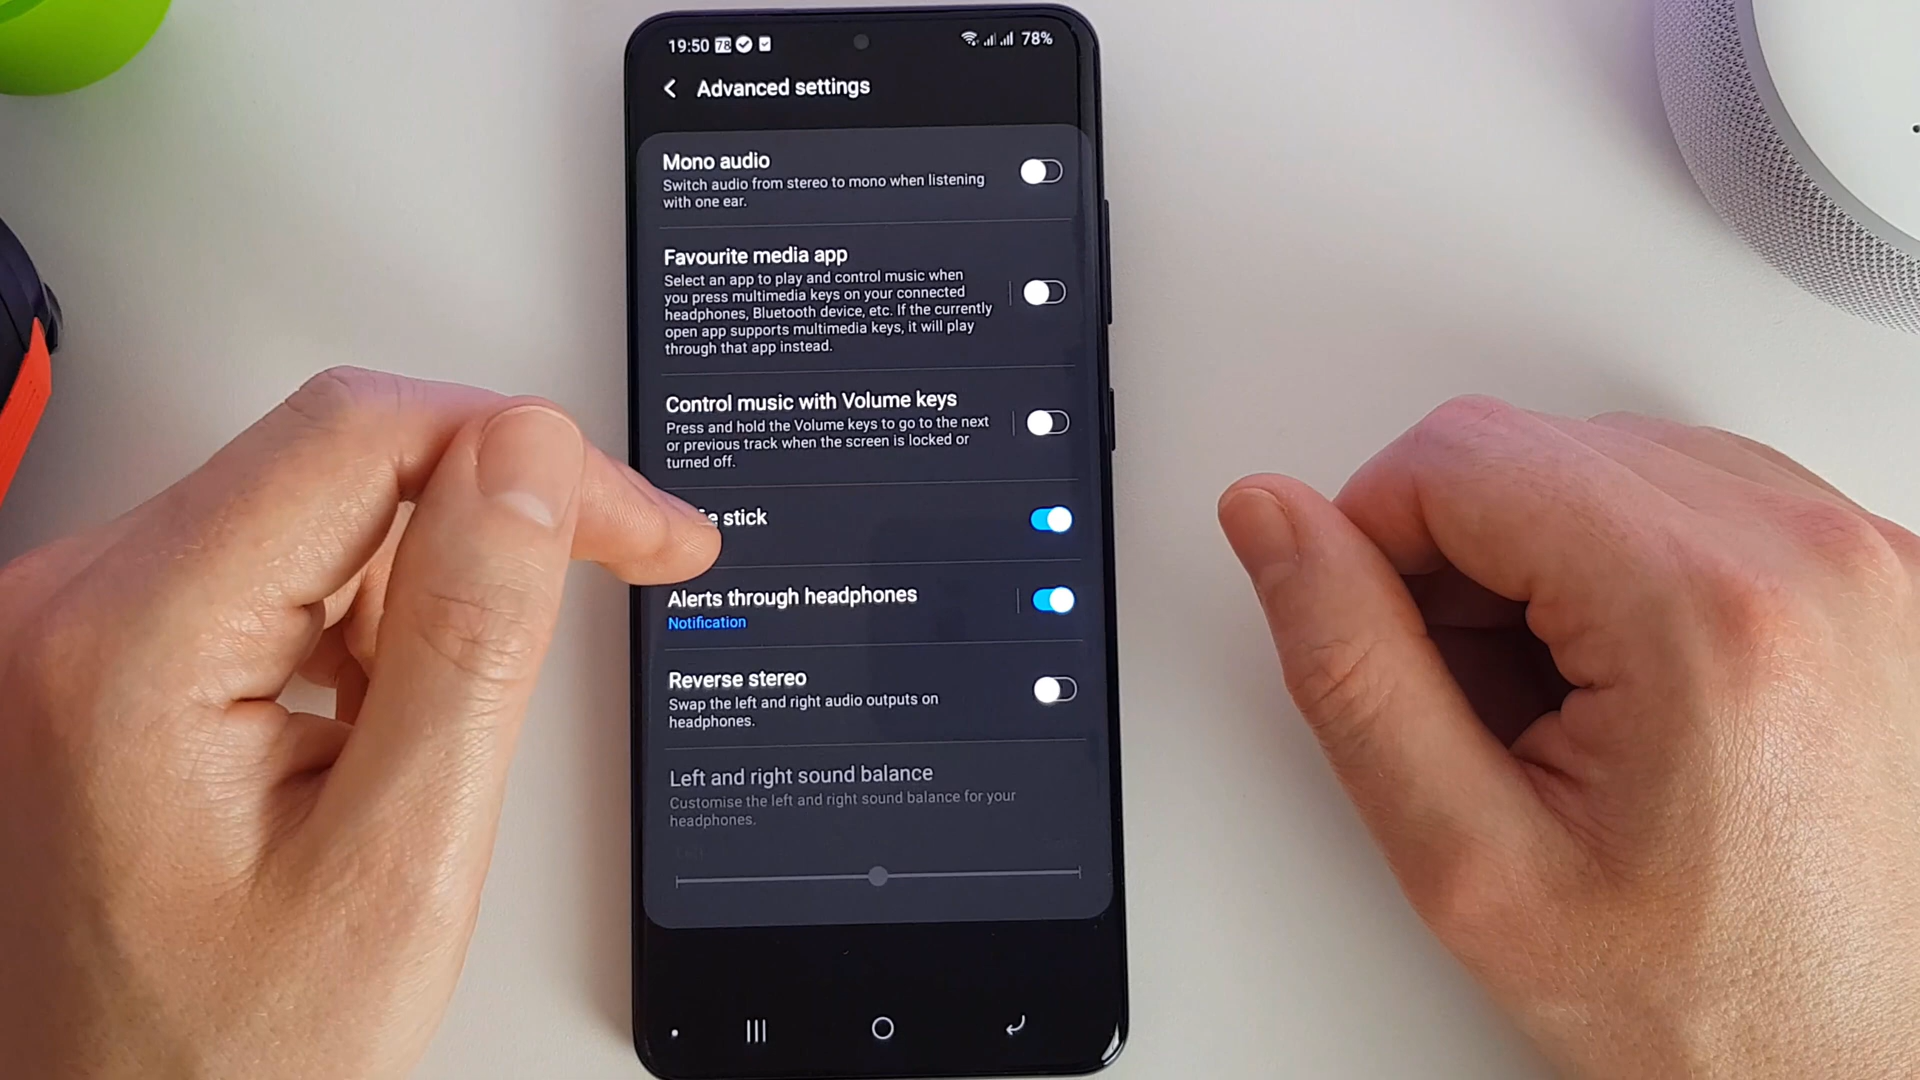 19:50 78 78%
Advanced settings
Mono audio
Switch audio from stereo to mono when listening
with one ear.
Favourite media app
Select an app to play and control music when
you press multimedia keys on your connected
headphones, Bluetooth device, etc. If the currently
open app supports multimedia keys, it will play
through that app instead.
Control music with Volume keys
Press and hold the Volume keys to go to the next
or previous track when the screen is locked or
turned off.
stick
Alerts through headphones
Notification
Reverse stereo
Swap the left and right audio outputs on
headphones.
Left and right sound balance
Customise the left and right sound balance for your
headphones.
Left